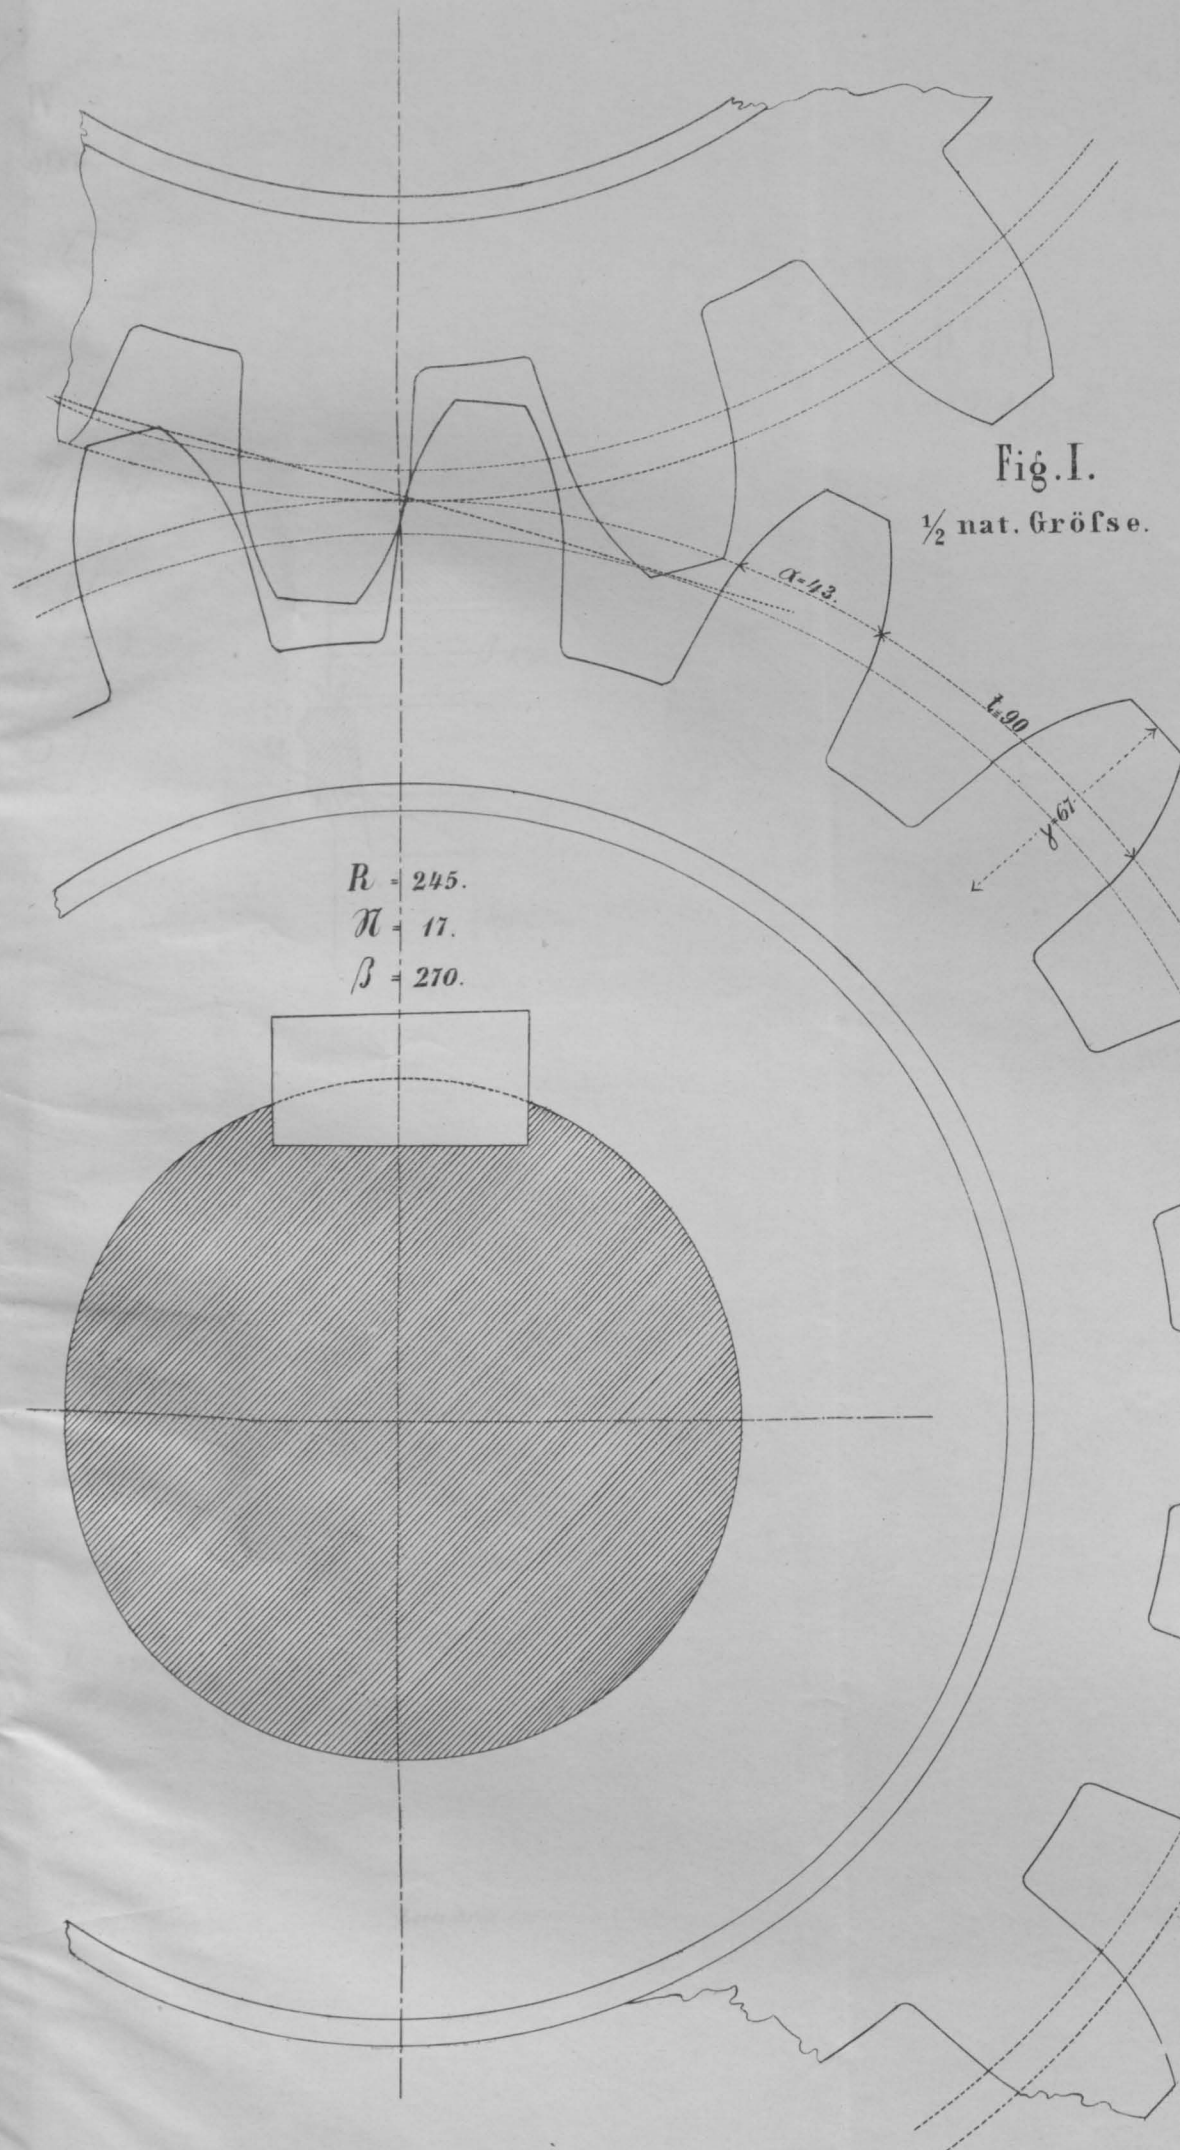 Fig. I.
½ nat. Gröſse.
α=43.
t=90
γ=67.
R = 245.
𝔑 = 17.
β = 270.